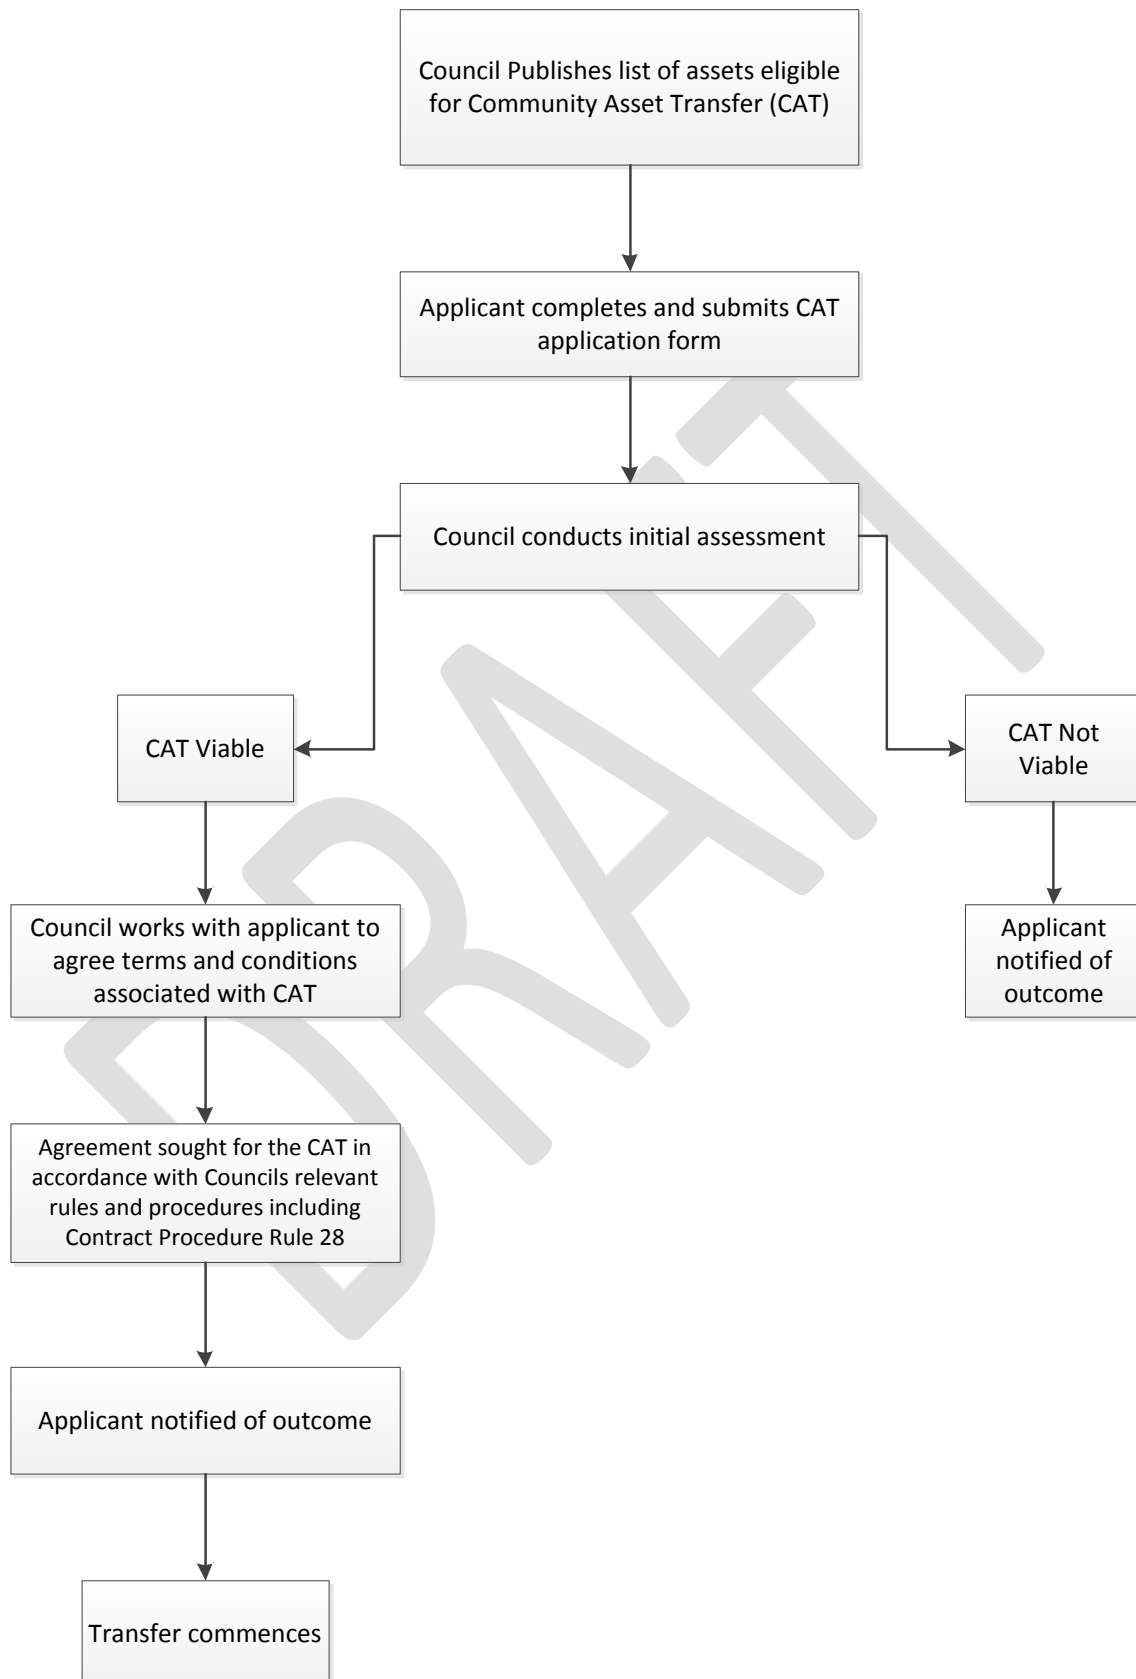 Council Publishes list of assets eligible
for Community Asset Transfer (CAT)
Applicant completes and submits CAT
application form
Council conducts initial assessment
CAT Viable
CAT Not
Viable
Council works with applicant to
agree terms and conditions
associated with CAT
Applicant
notified of
outcome
Agreement sought for the CAT in
accordance with Councils relevant
rules and procedures including
Contract Procedure Rule 28
Applicant notified of outcome
Transfer commences
DRAFT